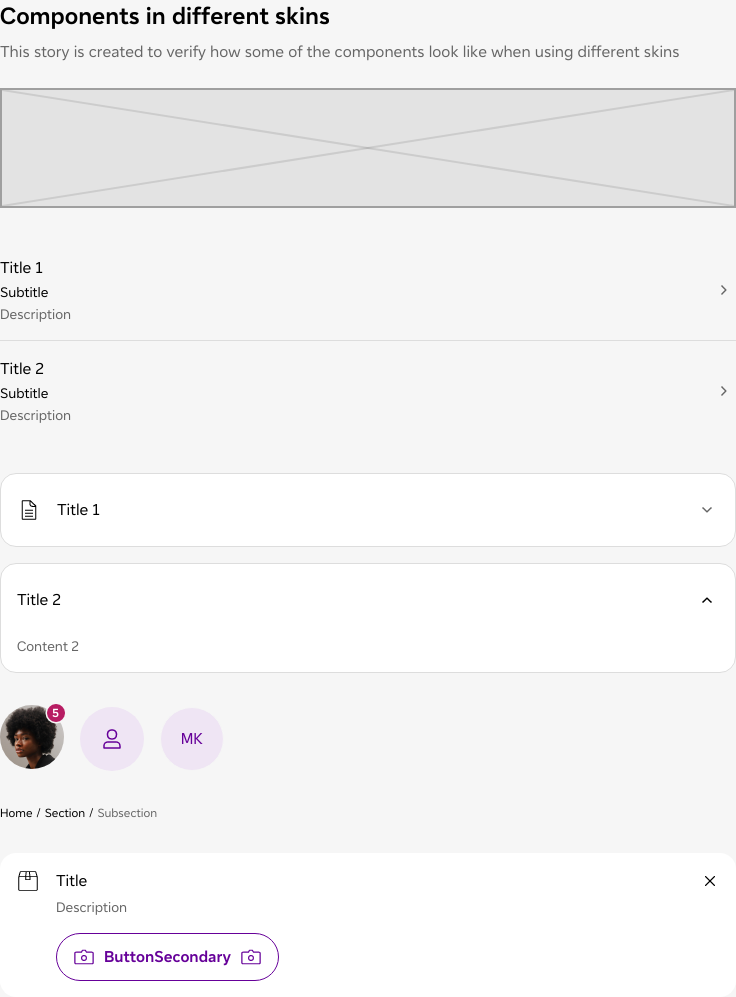 Components in different skins
This story is created to verify how some of the components look like when using different skins
Title 1
Subtitle
Description
Title 2
Subtitle
Description
Title 1
Title 2
Content 2
5
MK
Home / Section / Subsection
Title
Description
ButtonSecondary